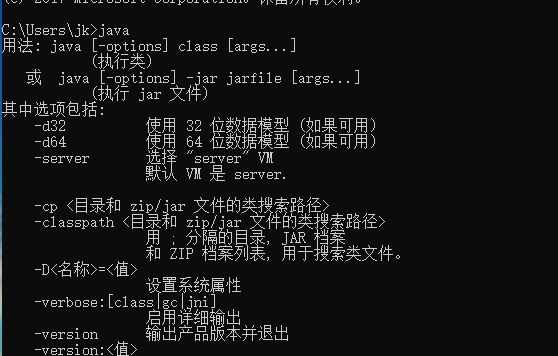 (c) 2017 Microsoft Corporation。保留所有权利。
C:\Users\jk>java
用法: java [-options] class [args...]
(执行类)
或 java [-options] -jar jarfile [args...]
(执行 jar 文件)
其中选项包括:
-d32 使用 32 位数据模型 (如果可用)
-d64 使用 64 位数据模型 (如果可用)
-server 选择 "server" VM
默认 VM 是 server.
-cp <目录和 zip/jar 文件的类搜索路径>
-classpath <目录和 zip/jar 文件的类搜索路径>
用 ; 分隔的目录, JAR 档案
和 ZIP 档案列表, 用于搜索类文件。
-D<名称>=<值>
设置系统属性
-verbose:[class|gc|jni]
启用详细输出
-version 输出产品版本并退出
-version:<值>